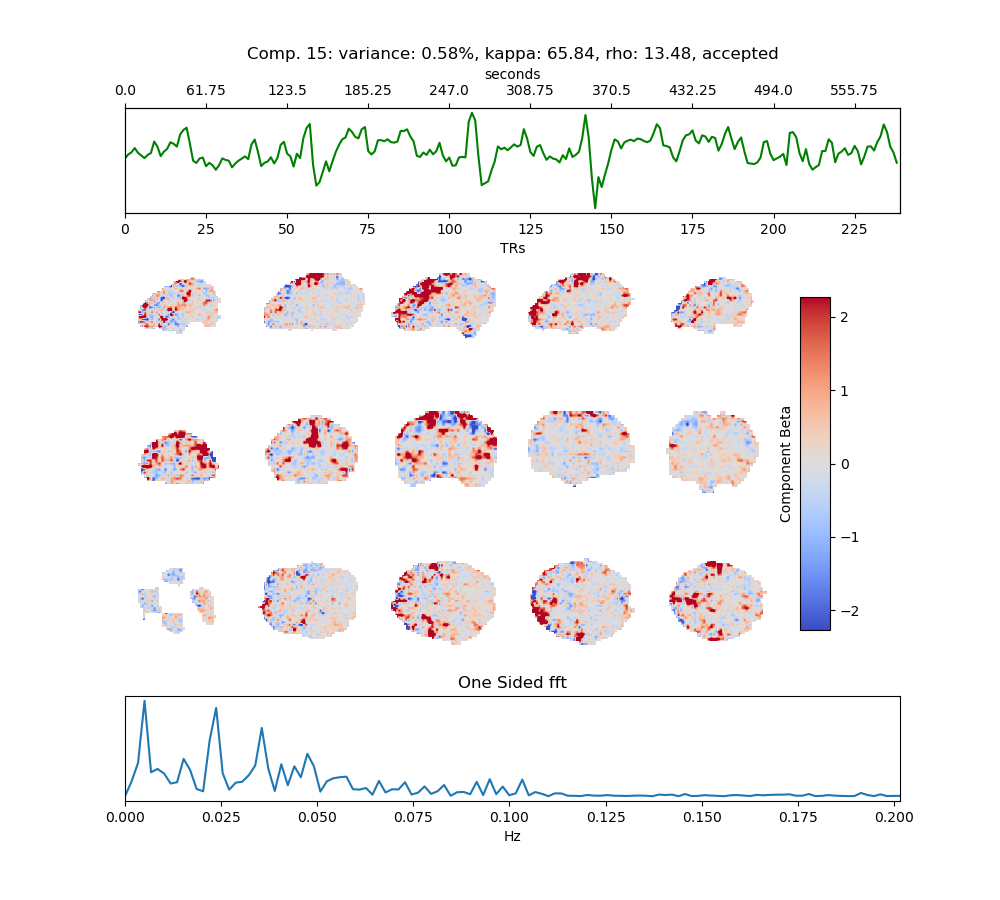 Comp. 15: variance: 0.58%, kappa: 65.84, rho: 13.48, accepted
seconds
0.0 61.75 123.5 185.25 247.0 308.75 370.5 432.25 494.0 555.75
0 25 50 75 100 125 150 175 200 225
TRs
2
1
0
−1
−2
Component Beta
One Sided fft
0.000 0.025 0.050 0.075 0.100 0.125 0.150 0.175 0.200
Hz